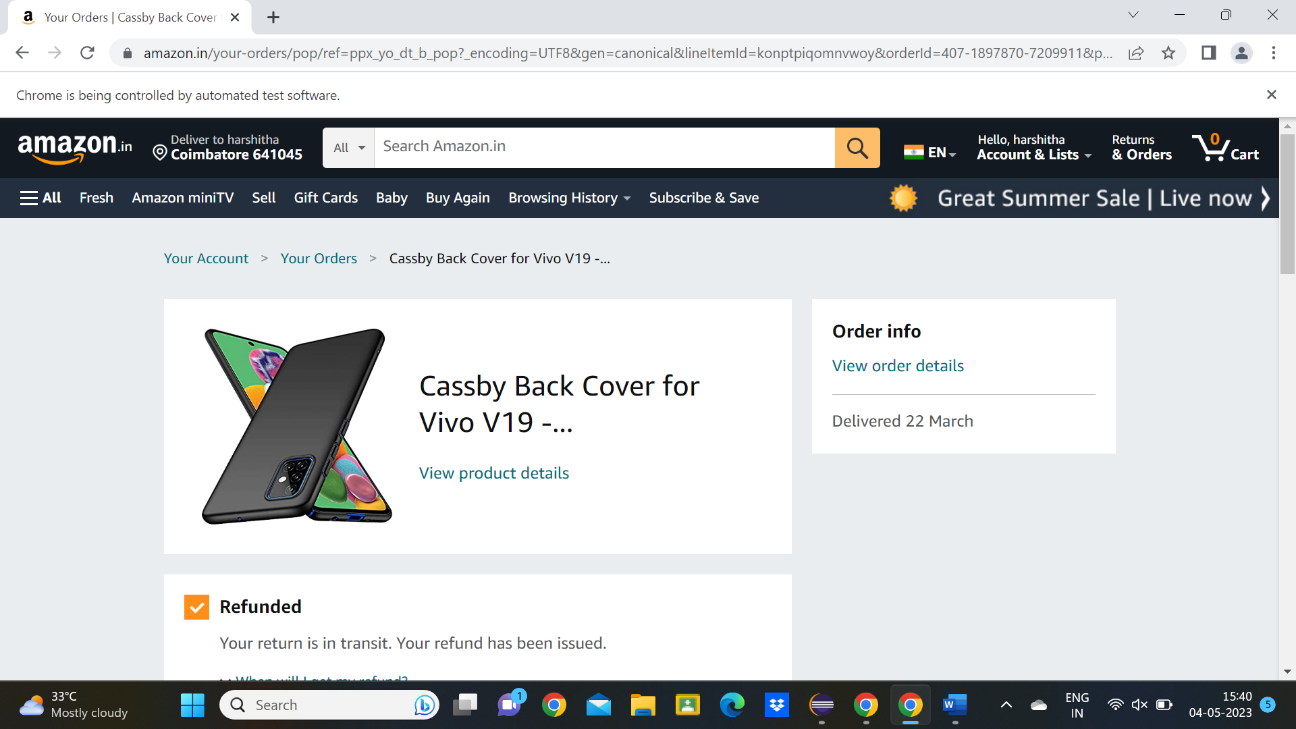 Your Orders | Cassby Back Cover
amazon.in/your-orders/pop/ref=ppx_yo_dt_b_pop?_encoding=UTF8&gen=canonical&lineItemId=konptpiqomnvwoy&orderId=407-1897870-7209911&p...
Chrome is being controlled by automated test software.
amazon.in
Deliver to harshitha
Coimbatore 641045
All
Search Amazon.in
EN
Hello, harshitha
Account & Lists
Returns
& Orders
0
Cart
All
Fresh
Amazon miniTV
Sell
Gift Cards
Baby
Buy Again
Browsing History
Subscribe & Save
Great Summer Sale | Live now
Your Account > Your Orders > Cassby Back Cover for Vivo V19 -...
Cassby Back Cover for
Vivo V19 -...
View product details
Order info
View order details
Delivered 22 March
Refunded
Your return is in transit. Your refund has been issued.
When will I get my refund?
33°C
Mostly cloudy
Search
1
W
ENG
IN
15:40
04-05-2023
5